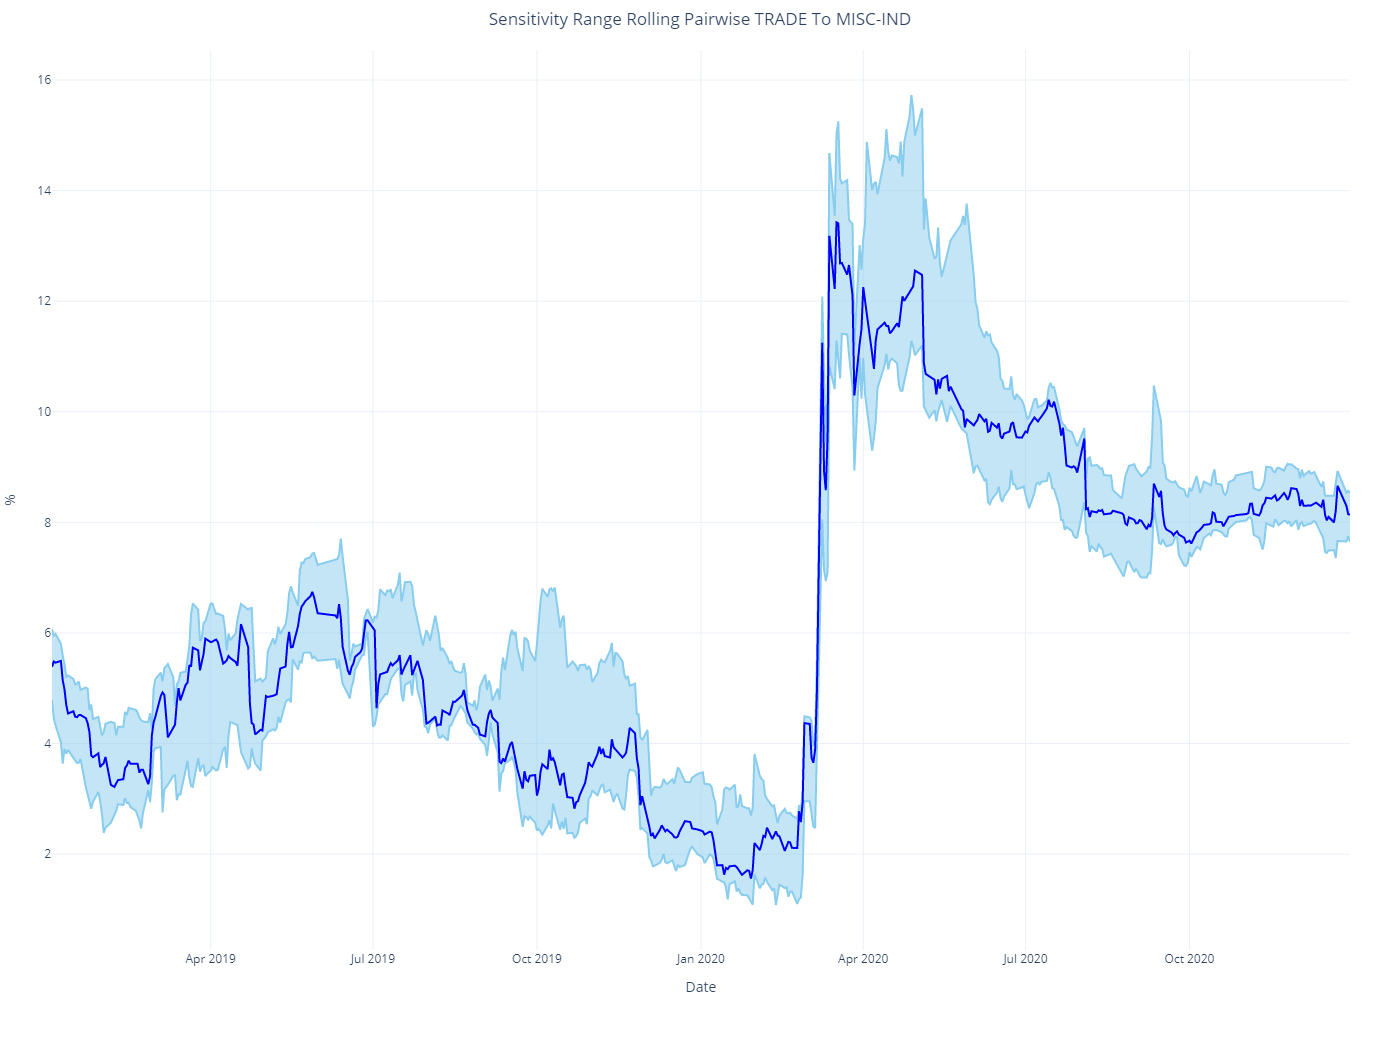 Sensitivity Range Rolling Pairwise TRADE To MISC-IND
16
14
12
10
8
6
4
2
%
Apr 2019
Jul 2019
Oct 2019
Jan 2020
Apr 2020
Jul 2020
Oct 2020
Date